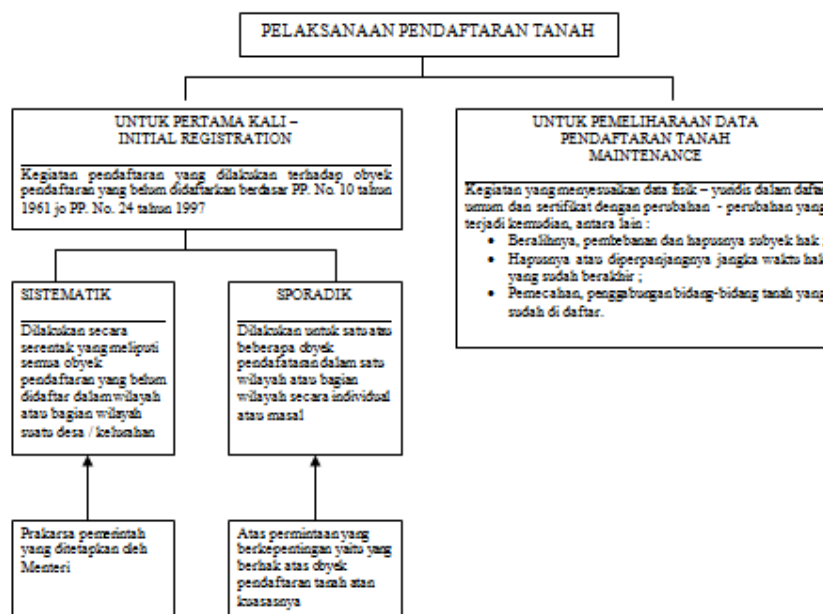 PELAKSANAAN PENDAFTARAN TANAH
UNTUK PERTAMA KALI –
INITIAL REGISTRATION
Kegiatan pendaftaran yang dilakukan terhadap obyek
pendaftaran yang belum didaftarkan berdasar PP. No. 10 tahun
1961 jo PP. No. 24 tahun 1997
UNTUK PEMELIHARAAN DATA
PENDAFTARAN TANAH
MAINTENANCE
Kegiatan yang menyesuaikan data fisik – yuridis dalam daftar
umum dan sertifikat dengan perubahan - perubahan yang
terjadi kemudian, antara lain :
• Beralihnya, pembebanan dan hapusnya subyek hak ;
• Hapusnya atau diperpanjangnya jangka waktu hak
yang sudah berakhir ;
• Pemecahan, penggabungan bidang-bidang tanah yang
sudah di daftar.
SISTEMATIK
Dilakukan secara
serentak yang meliputi
semua obyek
pendaftaran yang belum
didaftar dalam wilayah
atau bagian wilayah
suatu desa / kelurahan
SPORADIK
Dilakukan untuk satu atau
beberapa obyek
pendafataran dalam satu
wilayah atau bagian
wilayah secara individual
atau masal
Prakarsa pemerintah
yang ditetapkan oleh
Menteri
Atas permintaan yang
berkepentingan yaitu yang
berhak atas obyek
pendaftaran tanah atau
kuasasnya